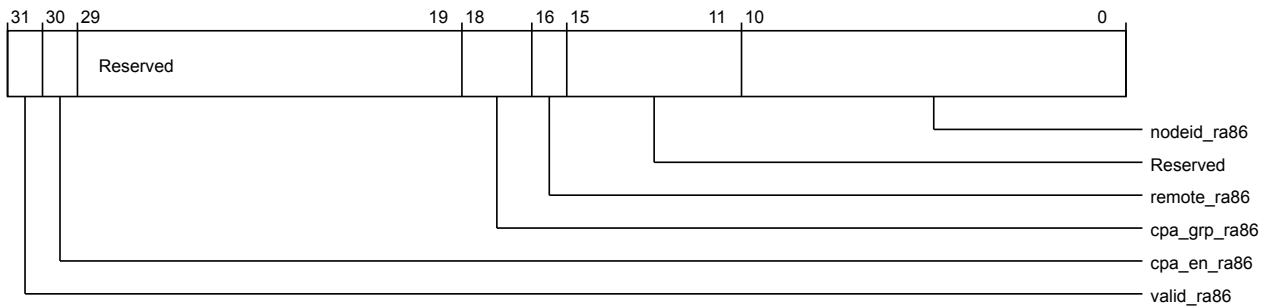 31 30 29 19 18 16 15 11 10 0
Reserved
nodeid_ra86
Reserved
remote_ra86
cpa_grp_ra86
cpa_en_ra86
valid_ra86